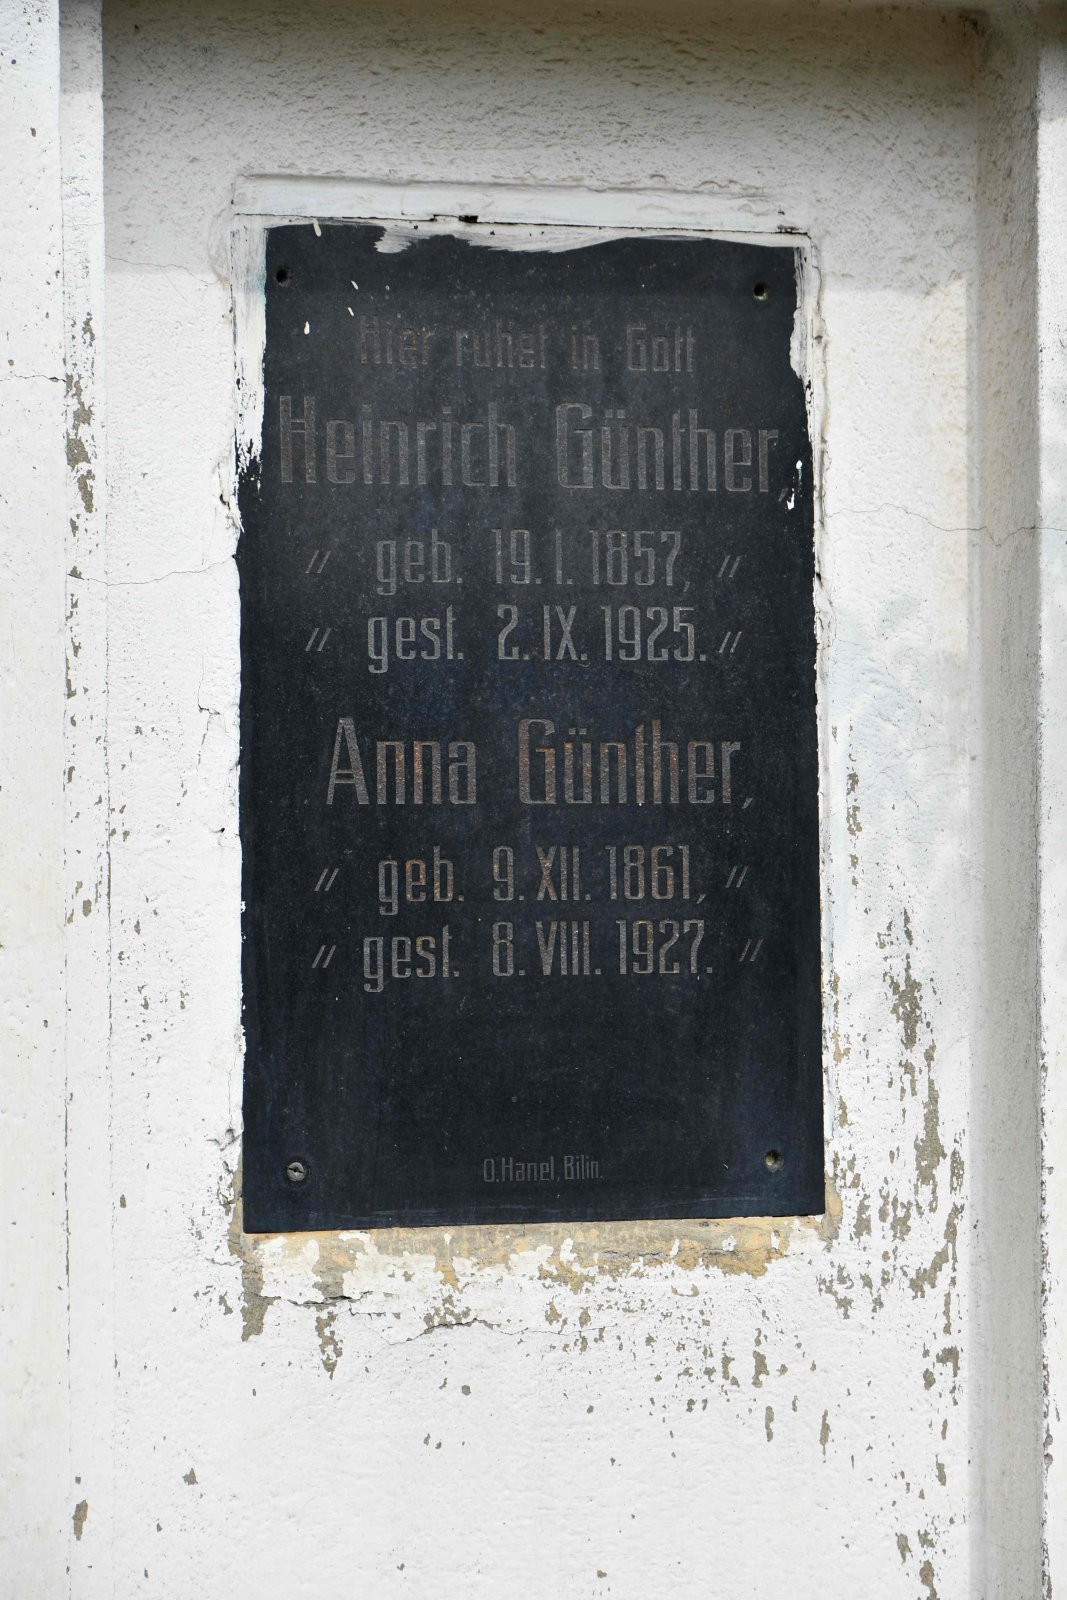 Hier ruhet in Gott
Heinrich Günther,
" geb. 19. I. 1857, "
" gest. 2. IX. 1925. "
Anna Günther,
" geb. 9. XII. 1861, "
" gest. 8. VIII. 1927. "
O. Hanel, Bilin.